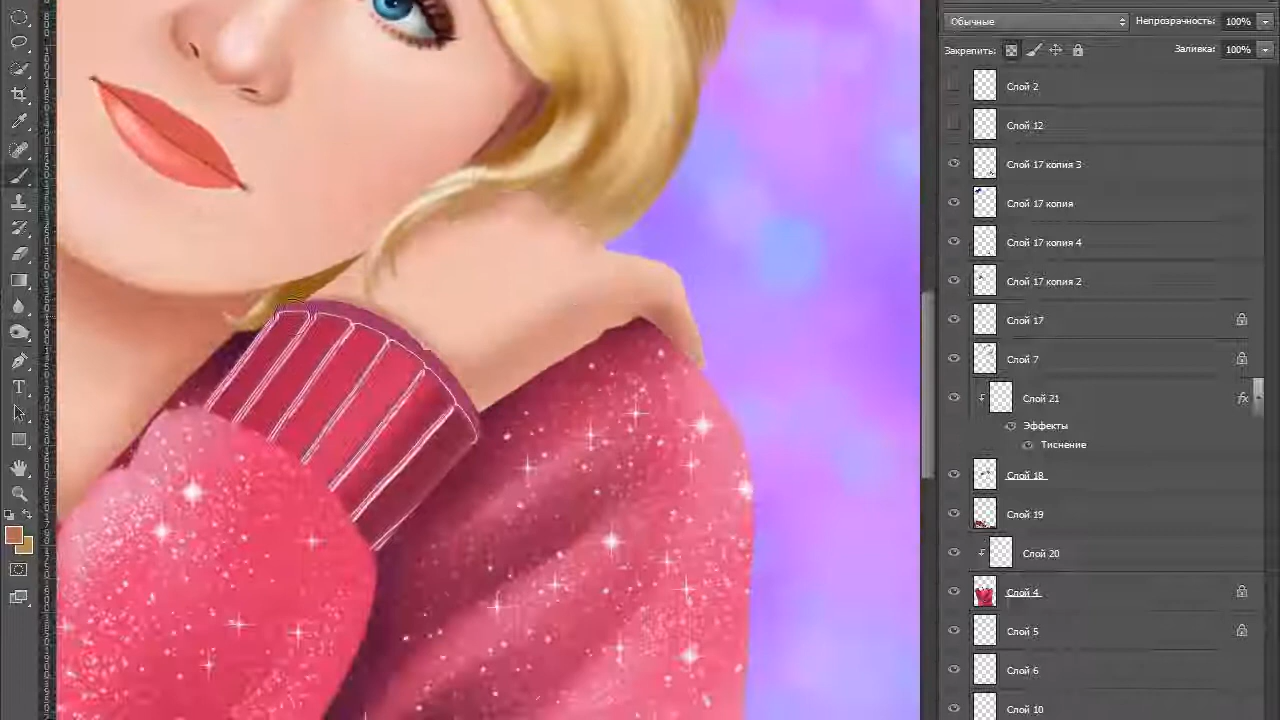 Обычные
Непрозрачность: 100%
Закрепить:
Заливка: 100%
Слой 2
Слой 12
Слой 17 копия 3
Слой 17 копия
Слой 17 копия 4
Слой 17 копия 2
Слой 17
Слой 7
Слой 21
fx
Эффекты
Тиснение
Слой 18
Слой 19
Слой 20
Слой 4
Слой 5
Слой 6
Слой 10
T